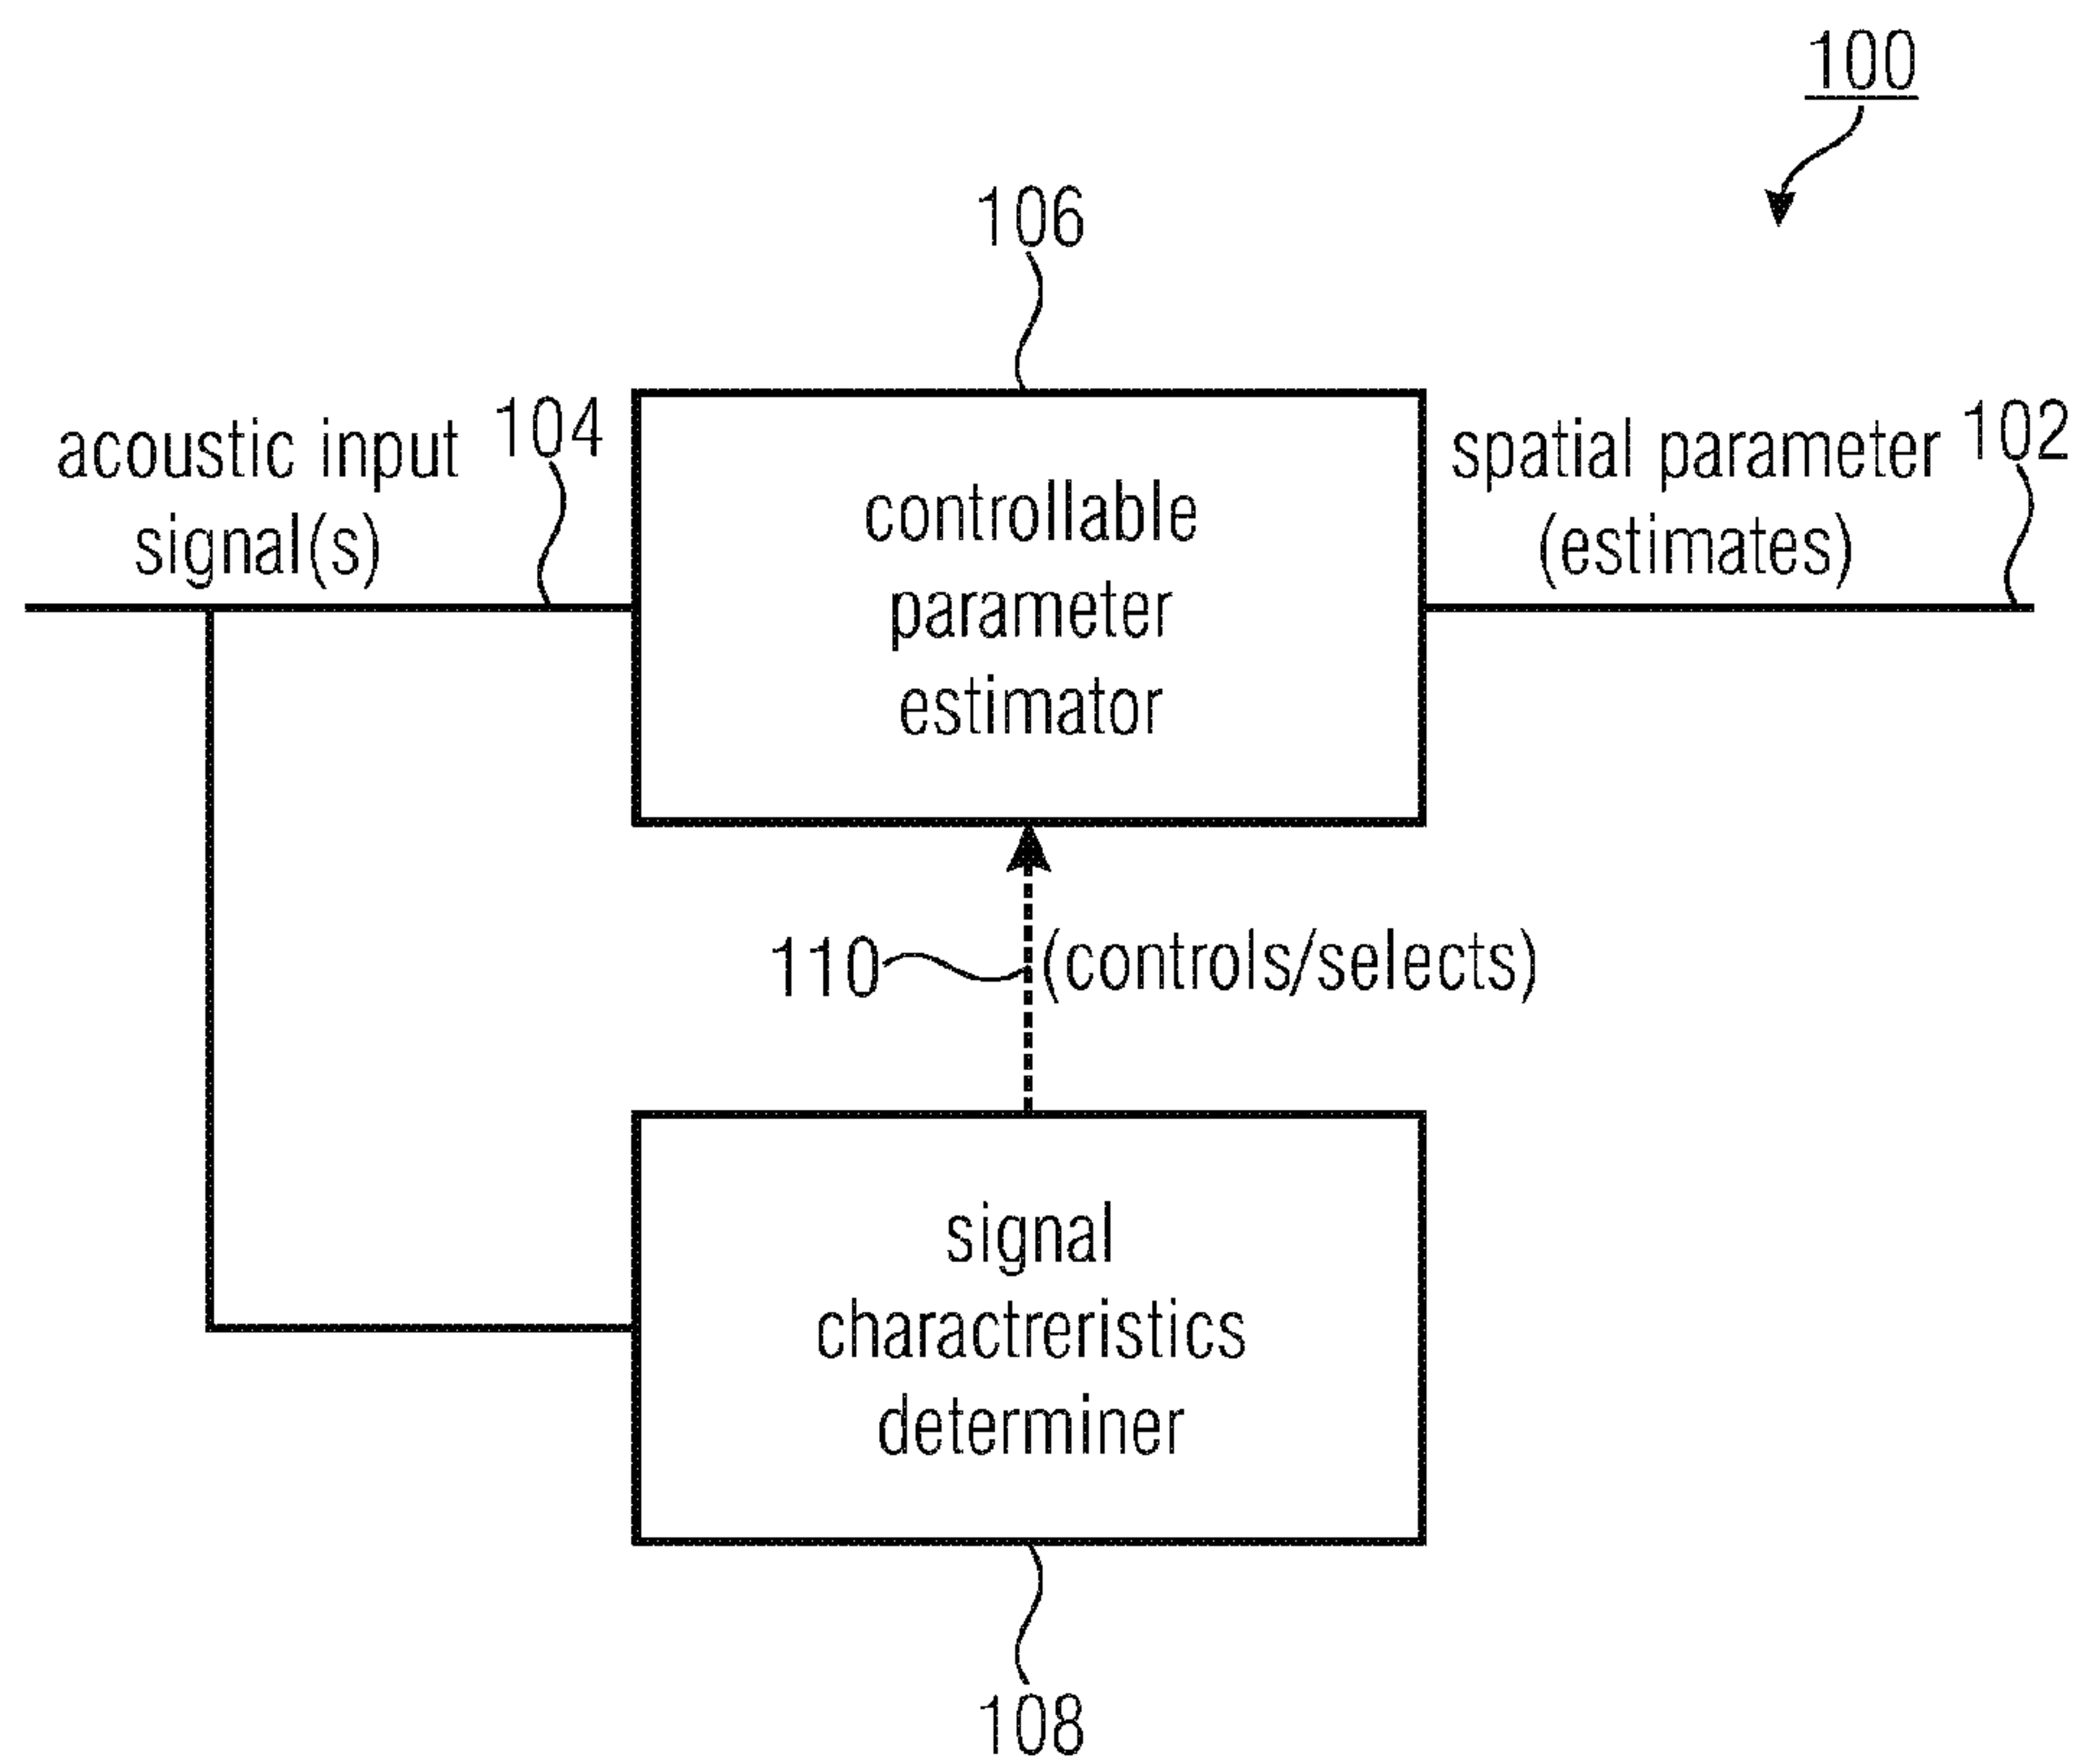 100
106
acoustic input
signal(s)
104
controllable
parameter
estimator
spatial parameter
(estimates)
102
110
(controls/selects)
signal
charactreristics
determiner
108